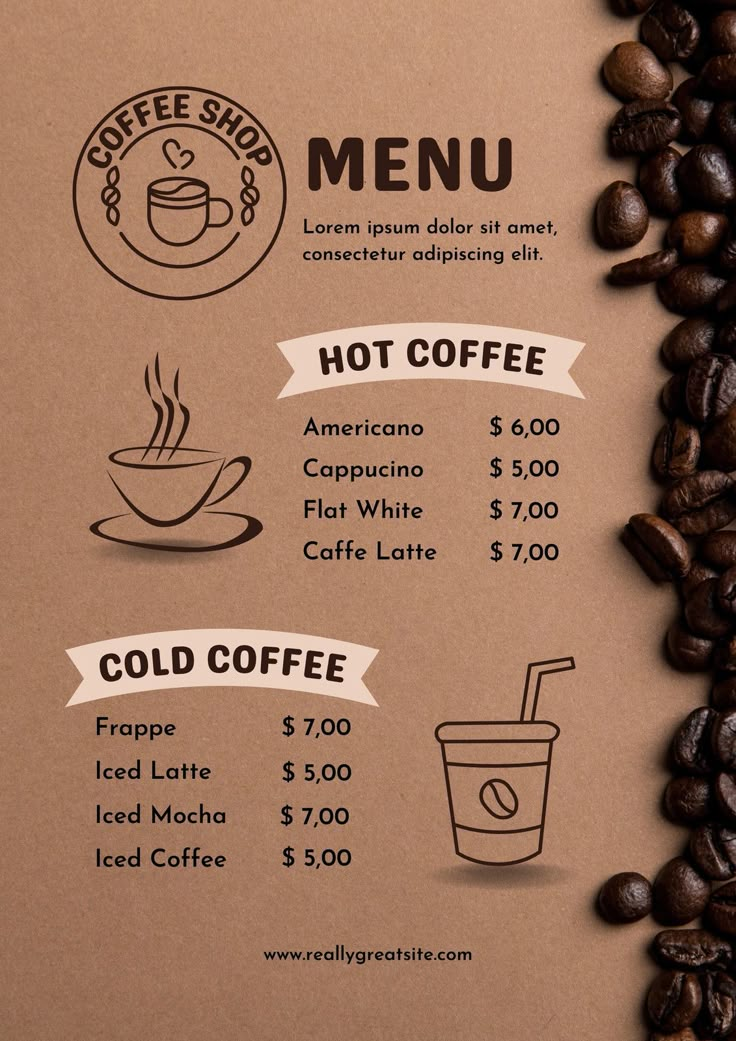 COFFEE SHOP
MENU
Lorem ipsum dolor sit amet,
consectetur adipiscing elit.
HOT COFFEE
Americano $ 6,00
Cappucino $ 5,00
Flat White $ 7,00
Caffe Latte $ 7,00
COLD COFFEE
Frappe $ 7,00
Iced Latte $ 5,00
Iced Mocha $ 7,00
Iced Coffee $ 5,00
www.reallygreatsite.com